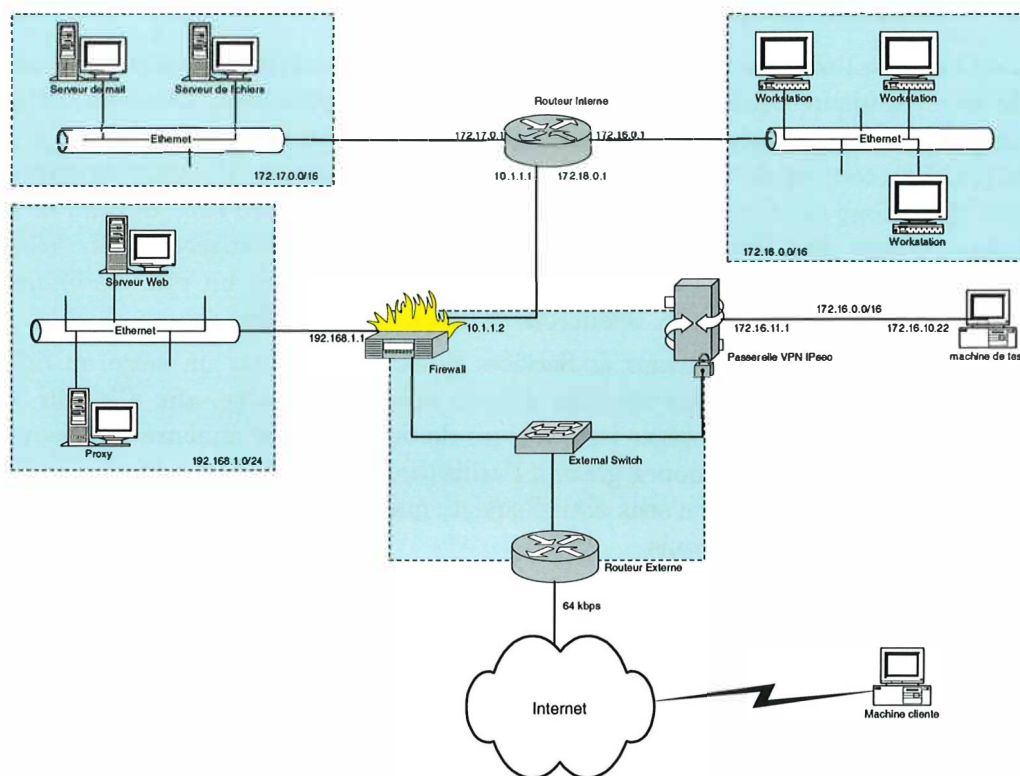 Serveur de mail
Serveur de fichiers
Ethernet
172.17.0.0/16
Routeur Interne
172.17.0.1
172.16.0.1
10.1.1.1
172.18.0.1
Workstation
Workstation
Ethernet
Workstation
172.16.0.0/16
Serveur Web
Ethernet
Proxy
192.168.1.0/24
192.168.1.1
10.1.1.2
Firewall
172.16.0.0/16
172.16.11.1
172.16.10.22
Passerelle VPN IPsec
machine de tes
External Switch
Routeur Externe
64 kbps
Internet
Machine cliente